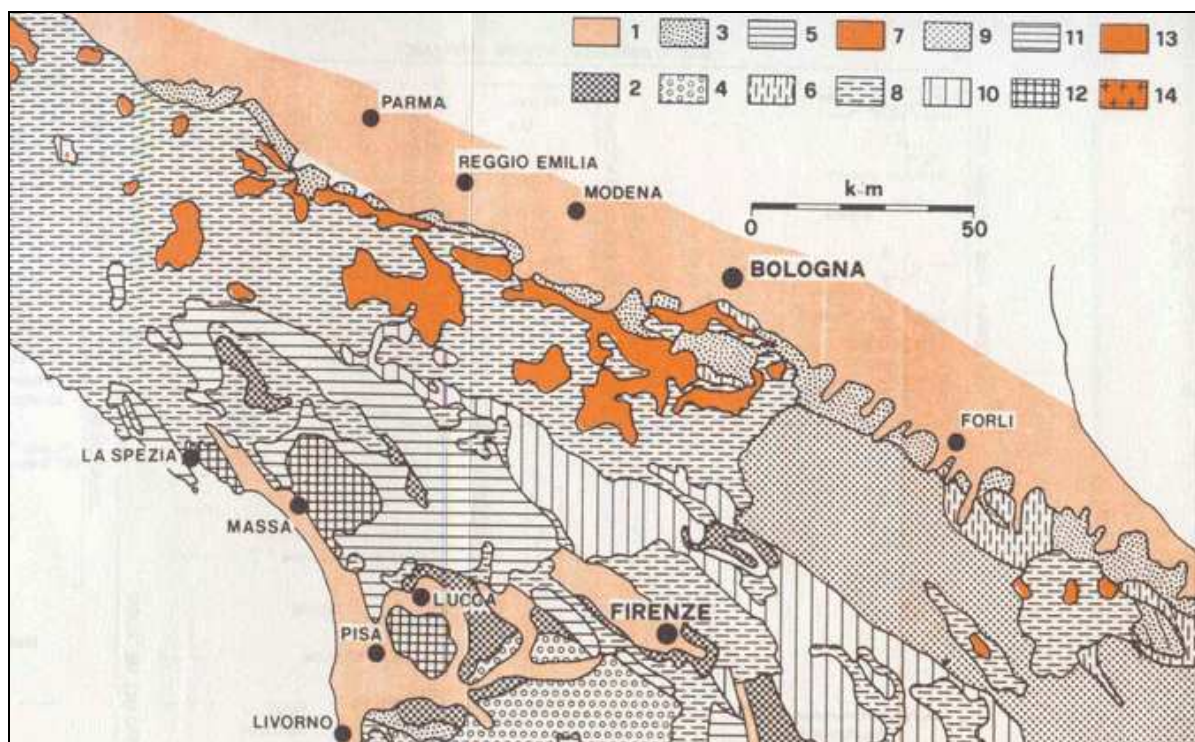 1 3 5 7 9 11 13
2 4 6 8 10 12 14
PARMA
REGGIO EMILIA
MODENA
km
0 50
BOLOGNA
FORLI
LA SPEZIA
MASSA
LUCCA
FIRENZE
PISA
LIVORNO